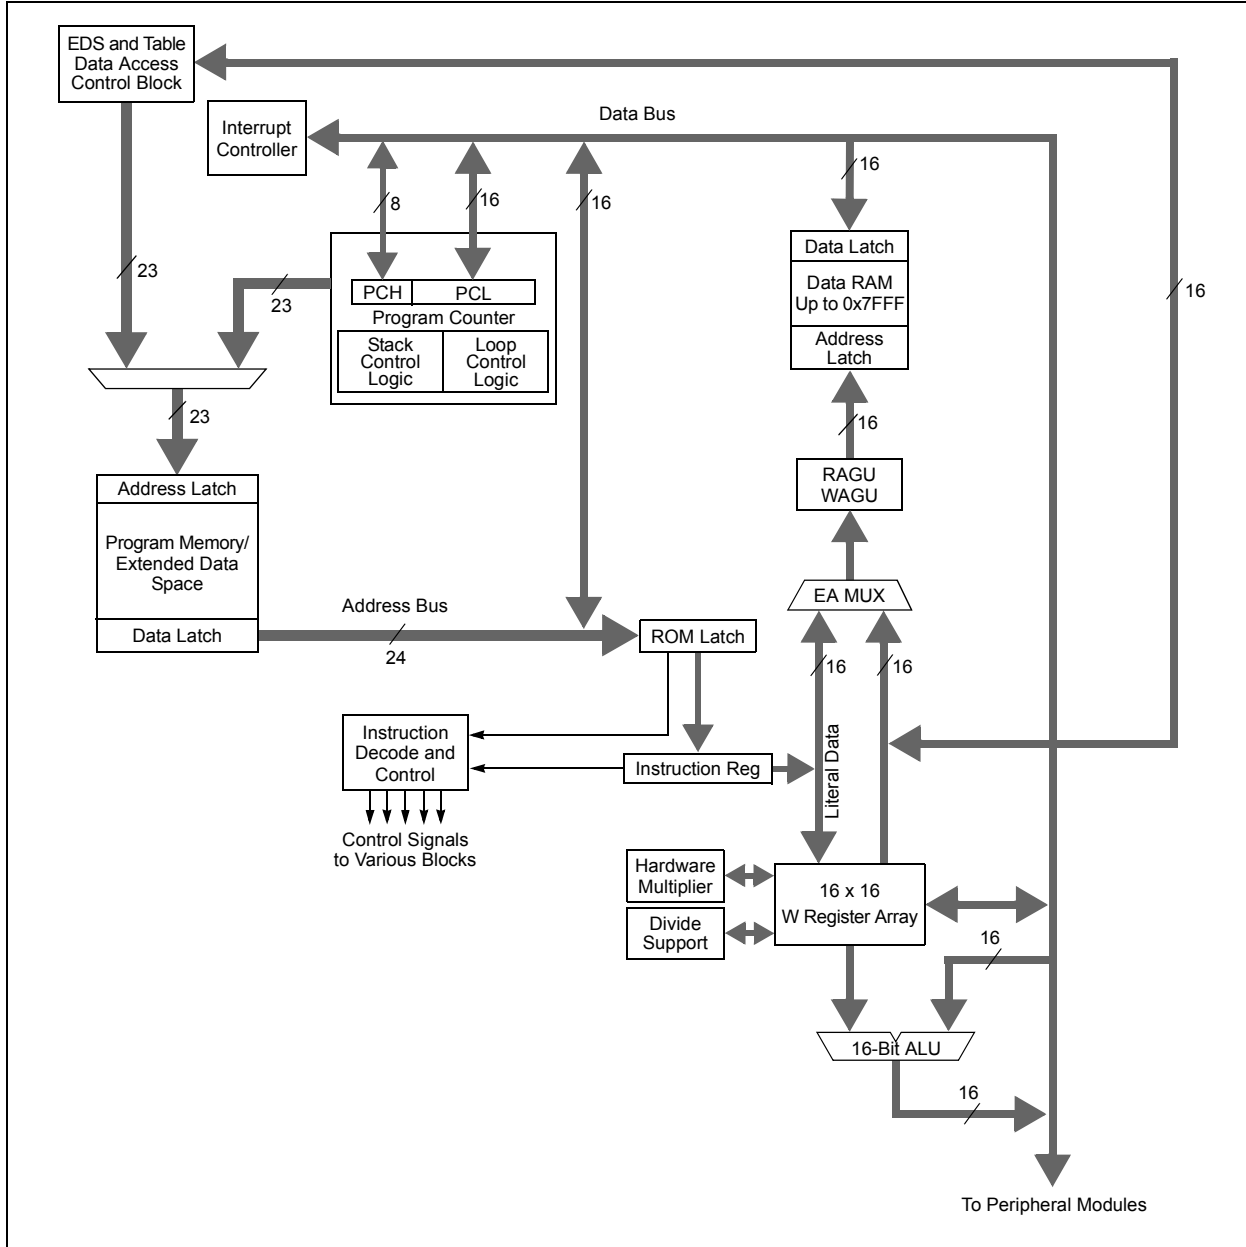 EDS and Table
Data Access
Control Block
Interrupt
Controller
Data Bus
16
8
16
16
16
23
23
PCH
PCL
Program Counter
Stack
Control
Logic
Loop
Control
Logic
Data Latch
Data RAM
Up to 0x7FFF
Address
Latch
16
23
16
RAGU
WAGU
Address Latch
Program Memory/
Extended Data
Space
Data Latch
Address Bus
24
ROM Latch
EA MUX
16
16
Instruction
Decode and
Control
Instruction Reg
Literal Data
Control Signals
to Various Blocks
Hardware
Multiplier
Divide
Support
16 x 16
W Register Array
16
16-Bit ALU
16
To Peripheral Modules